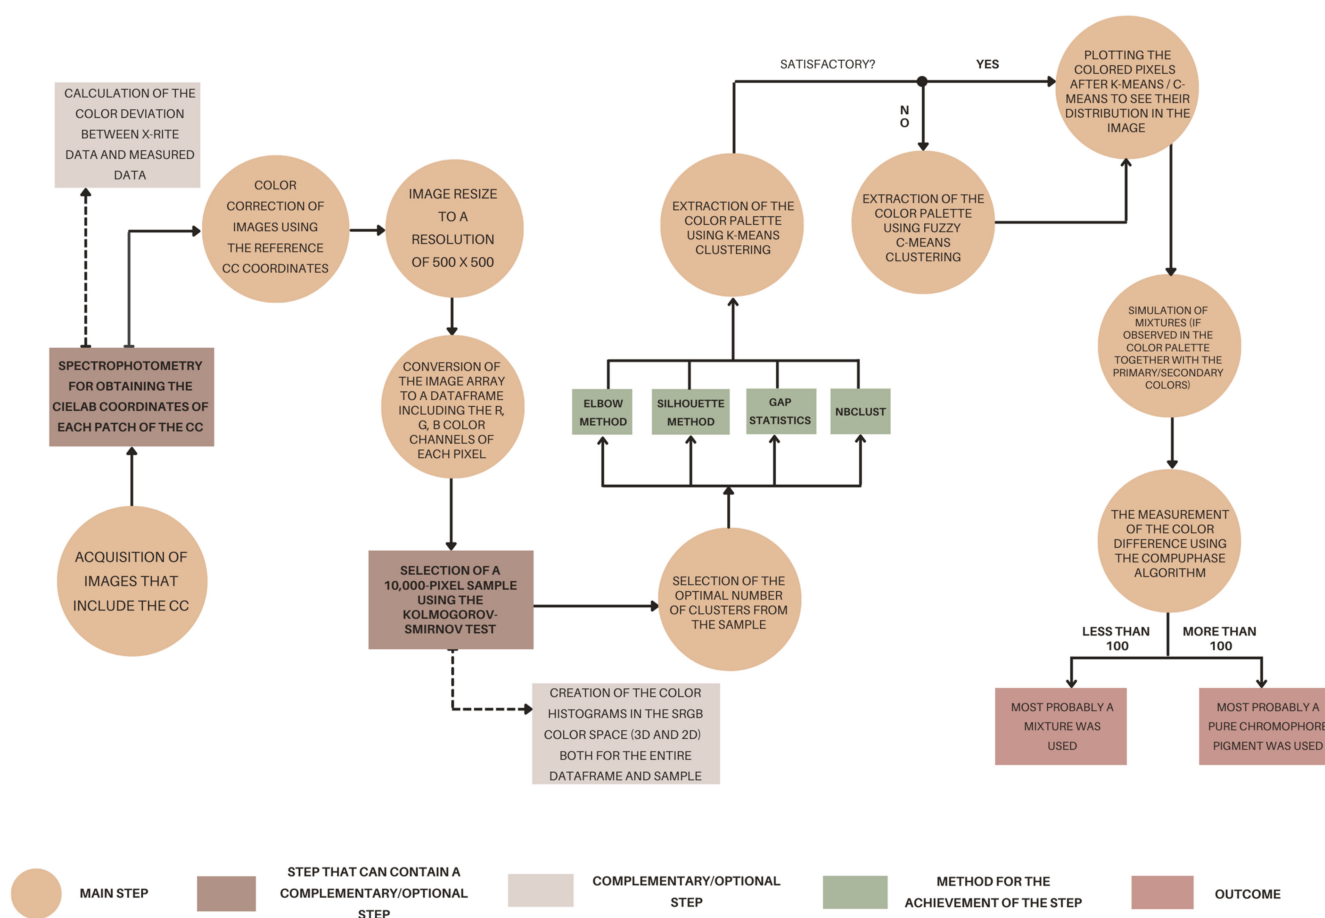 CALCULATION OF THE
COLOR DEVIATION
BETWEEN X-RITE
DATA AND MEASURED
DATA
SPECTROPHOTOMETRY
FOR OBTAINING THE
CIELAB COORDINATES OF
EACH PATCH OF THE CC
ACQUISITION OF
IMAGES THAT
INCLUDE THE CC
COLOR
CORRECTION OF
IMAGES USING
THE REFERENCE
CC COORDINATES
IMAGE RESIZE
TO A
RESOLUTION
OF 500 X 500
CONVERSION OF
THE IMAGE ARRAY
TO A DATAFRAME
INCLUDING THE R,
G, B COLOR
CHANNELS OF
EACH PIXEL
SELECTION OF A
10,000-PIXEL SAMPLE
USING THE
KOLMOGOROV-
SMIRNOV TEST
CREATION OF THE COLOR
HISTOGRAMS IN THE SRGB
COLOR SPACE (3D AND 2D)
BOTH FOR THE ENTIRE
DATAFRAME AND SAMPLE
SELECTION OF THE
OPTIMAL NUMBER
OF CLUSTERS FROM
THE SAMPLE
ELBOW
METHOD
SILHOUETTE
METHOD
GAP
STATISTICS
NBCLUST
EXTRACTION OF THE
COLOR PALETTE
USING K-MEANS
CLUSTERING
SATISFACTORY?
YES
N
O
EXTRACTION OF THE
COLOR PALETTE
USING FUZZY
C-MEANS
CLUSTERING
PLOTTING THE
COLORED PIXELS
AFTER K-MEANS / C-
MEANS TO SEE THEIR
DISTRIBUTION IN THE
IMAGE
SIMULATION OF
MIXTURES (IF
OBSERVED IN THE
COLOR PALETTE
TOGETHER WITH THE
PRIMARY/SECONDARY
COLORS)
THE MEASUREMENT
OF THE COLOR
DIFFERENCE USING
THE COMPUPHASE
ALGORITHM
LESS THAN
100
MORE THAN
100
MOST PROBABLY A
MIXTURE WAS
USED
MOST PROBABLY A
PURE CHROMOPHORE
PIGMENT WAS USED
MAIN STEP
STEP THAT CAN CONTAIN A
COMPLEMENTARY/OPTIONAL
STEP
COMPLEMENTARY/OPTIONAL
STEP
METHOD FOR THE
ACHIEVEMENT OF THE STEP
OUTCOME